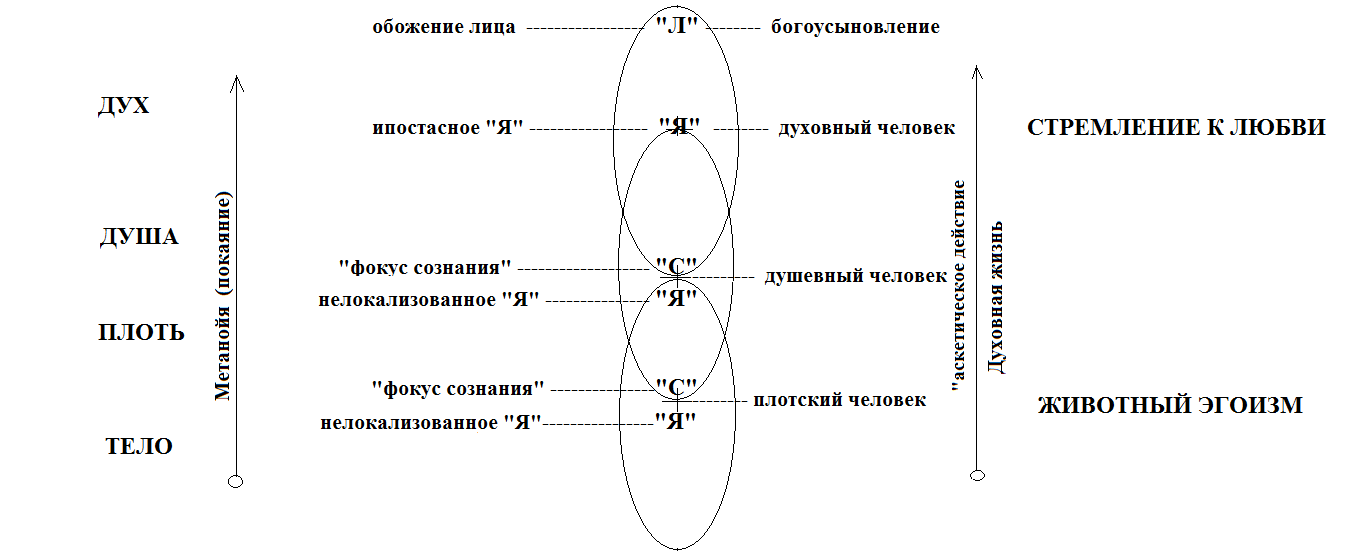 обожение лица "Л" богоусыновление
ДУХ
ипостасное "Я" "Я" духовный человек СТРЕМЛЕНИЕ К ЛЮБВИ
ДУША
"фокус сознания" "С"
душевный человек
нелокализованное "Я" "Я"
ПЛОТЬ
"фокус сознания" "С"
плотский человек ЖИВОТНЫЙ ЭГОИЗМ
нелокализованное "Я" "Я"
ТЕЛО
Метанойя (покаяние)
"аскетическое действие
Духовная жизнь